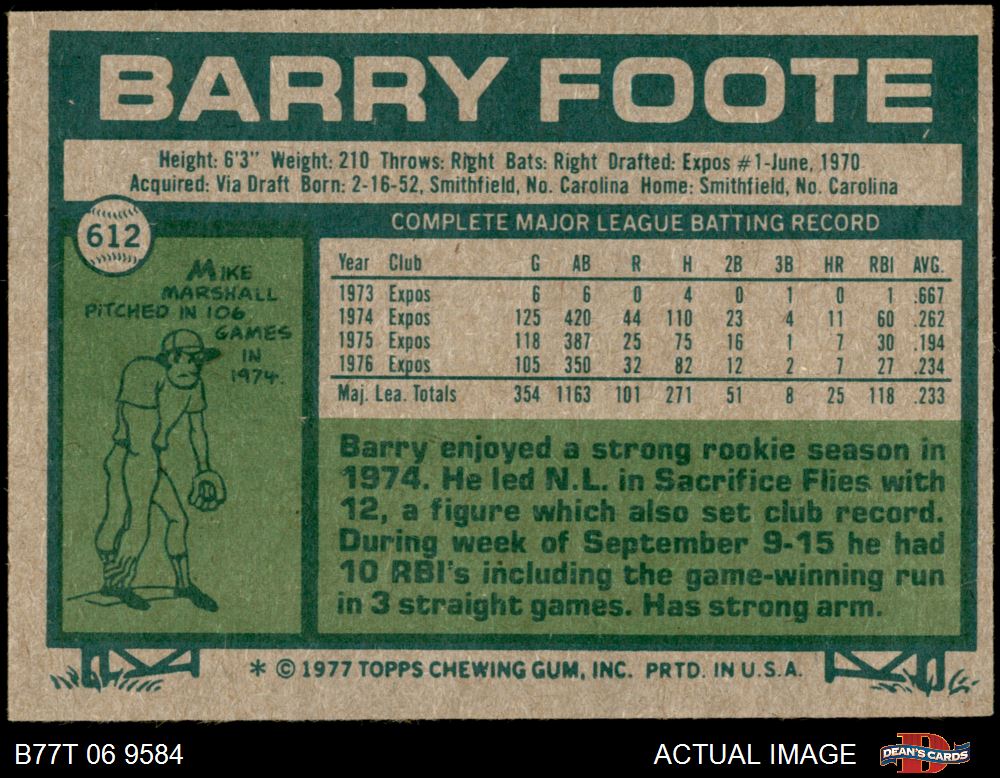 BARRY FOOTE
Height: 6'3" Weight: 210 Throws: Right Bats: Right Drafted: Expos #1-June, 1970
Acquired: Via Draft Born: 2-16-52, Smithfield, No. Carolina Home: Smithfield, No. Carolina
612
MIKE
MARSHALL
PITCHED IN 106
GAMES
IN
1974.
COMPLETE MAJOR LEAGUE BATTING RECORD
Year Club G AB R H 2B 3B HR RBI AVG.
1973 Expos 6 6 0 4 0 1 0 1 .667
1974 Expos 125 420 44 110 23 4 11 60 .262
1975 Expos 118 387 25 75 16 1 7 30 .194
1976 Expos 105 350 32 82 12 2 7 27 .234
Maj. Lea. Totals 354 1163 101 271 51 8 25 118 .233
Barry enjoyed a strong rookie season in
1974. He led N.L. in Sacrifice Flies with
12, a figure which also set club record.
During week of September 9-15 he had
10 RBI's including the game-winning run
in 3 straight games. Has strong arm.
* © 1977 TOPPS CHEWING GUM, INC. PRTD. IN U.S.A.
B77T 06 9584
ACTUAL IMAGE
D
DEAN'S CARDS